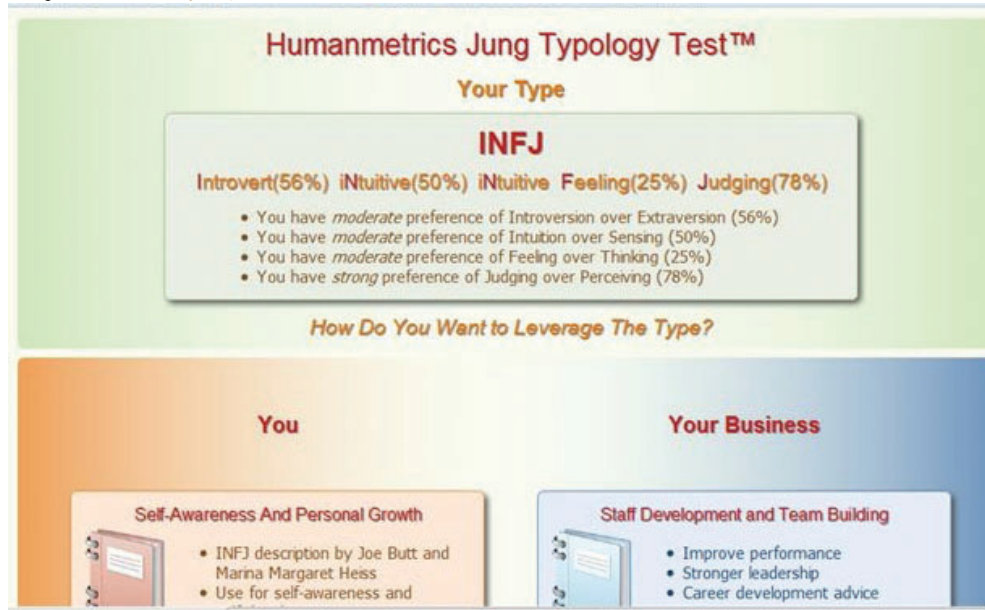 Humanmetrics Jung Typology Test™
Your Type
INFJ
Introvert(56%) iNtuitive(50%) iNtuitive Feeling(25%) Judging(78%)
• You have moderate preference of Introversion over Extraversion (56%)
• You have moderate preference of Intuition over Sensing (50%)
• You have moderate preference of Feeling over Thinking (25%)
• You have strong preference of Judging over Perceiving (78%)
How Do You Want to Leverage The Type?
You
Self-Awareness And Personal Growth
• INFJ description by Joe Butt and
Marina Margaret Heiss
• Use for self-awareness and
Your Business
Staff Development and Team Building
• Improve performance
• Stronger leadership
• Career development advice